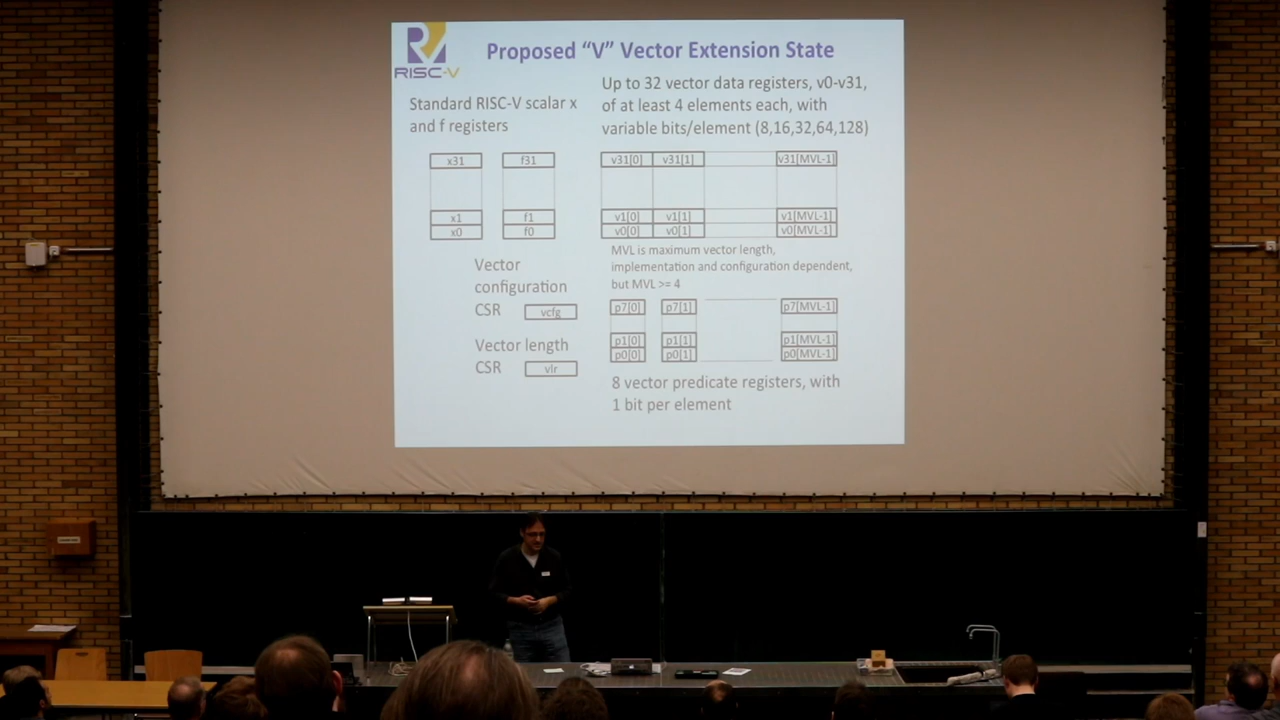 RISC-V
Proposed “V” Vector Extension State
Standard RISC-V scalar x
and f registers
Up to 32 vector data registers, v0-v31,
of at least 4 elements each, with
variable bits/element (8,16,32,64,128)
x31 f31 v31[0] v31[1] v31[MVL-1]
x1 f1 v1[0] v1[1] v1[MVL-1]
x0 f0 v0[0] v0[1] v0[MVL-1]
MVL is maximum vector length,
implementation and configuration dependent,
but MVL >= 4
Vector
configuration
CSR vcfg
Vector length
CSR vlr
p7[0] p7[1] p7[MVL-1]
p1[0] p1[1] p1[MVL-1]
p0[0] p0[1] p0[MVL-1]
8 vector predicate registers, with
1 bit per element